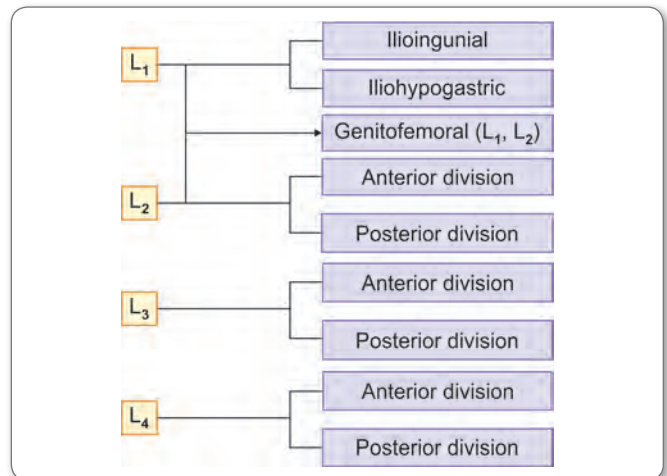 L₁
Ilioingunial
Iliohypogastric
Genitofemoral (L₁, L₂)
L₂
Anterior division
Posterior division
L₃
Anterior division
Posterior division
L₄
Anterior division
Posterior division